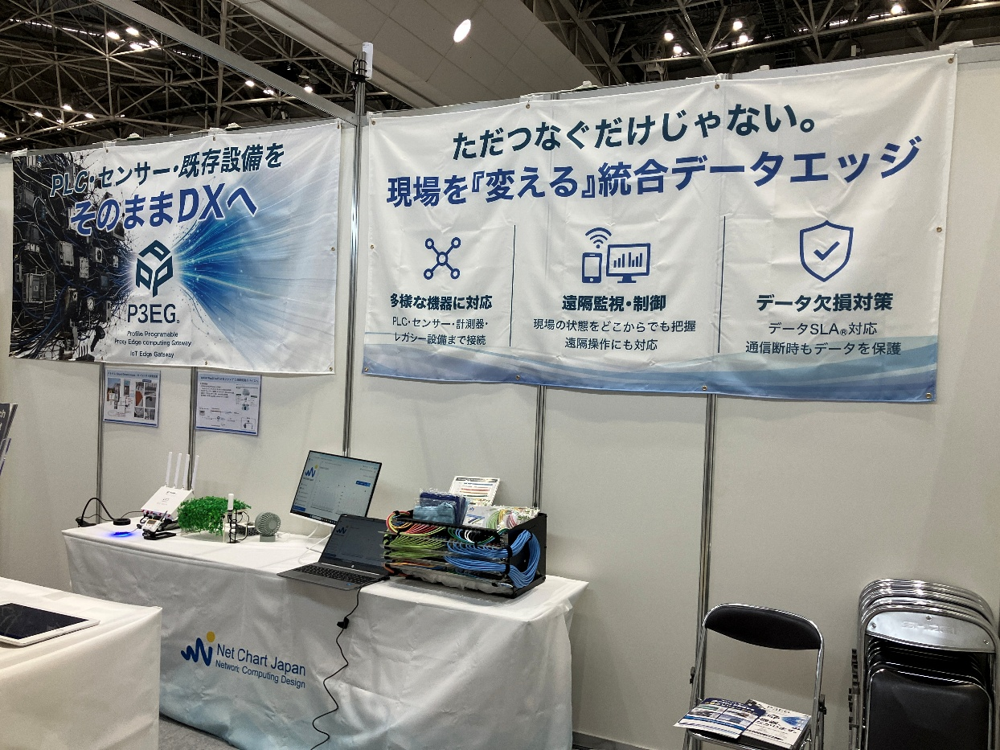 PLC・センサー・既存設備を
そのままDXへ
P3EG®
Profile Programable
Proxy Edge computing Gateway
IoT Edge Gateway
ただつなぐだけじゃない。
現場を『変える』統合データエッジ
多様な機器に対応
PLC・センサー・計測器・
レガシー設備まで接続
遠隔監視・制御
現場の状態をどこからでも把握
遠隔操作にも対応
データ欠損対策
データSLA®対応
通信断時もデータを保護
Net Chart Japan
Network Computing Design
P3EG